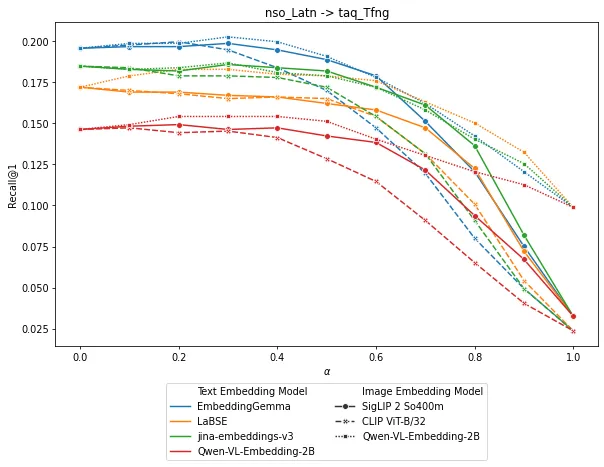 nso_Latn -> taq_Tfng
0.200
0.175
0.150
0.125
0.100
0.075
0.050
0.025
Recall@1
0.0 0.2 0.4 0.6 0.8 1.0
α
Text Embedding Model Image Embedding Model
EmbeddingGemma SigLIP 2 So400m
LaBSE CLIP ViT-B/32
jina-embeddings-v3 Qwen-VL-Embedding-2B
Qwen-VL-Embedding-2B